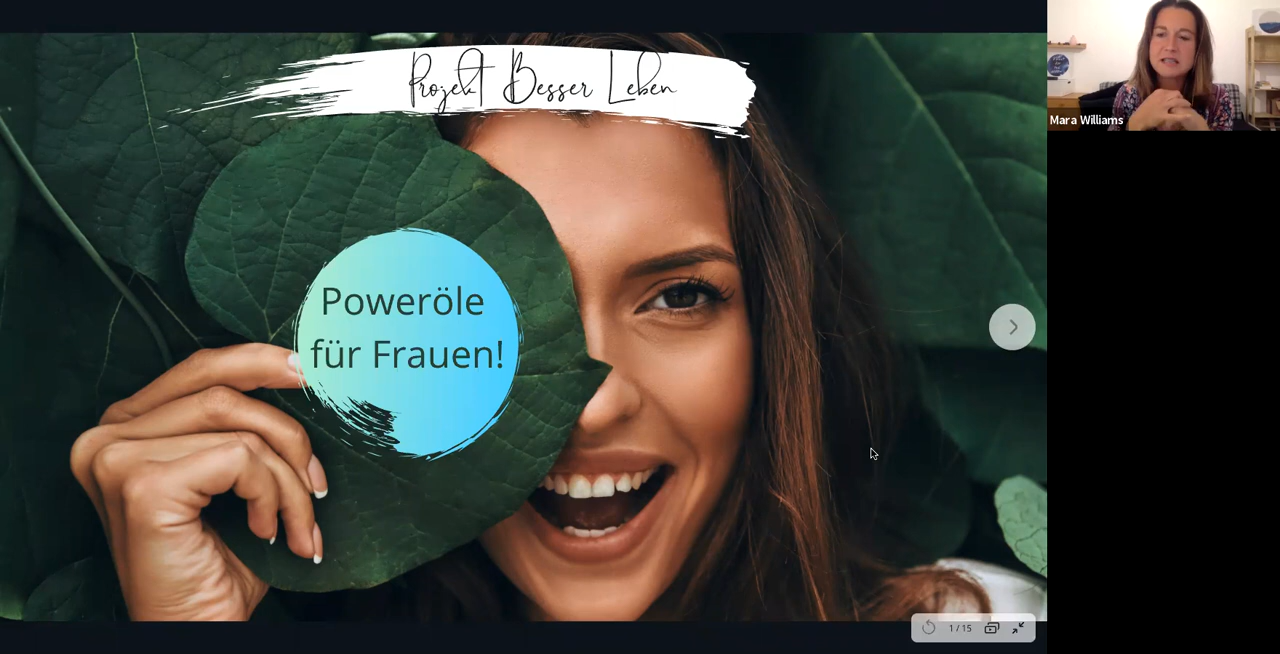 Projekt Besser Leben
Poweröle
für Frauen!
Mara Williams
1 / 15